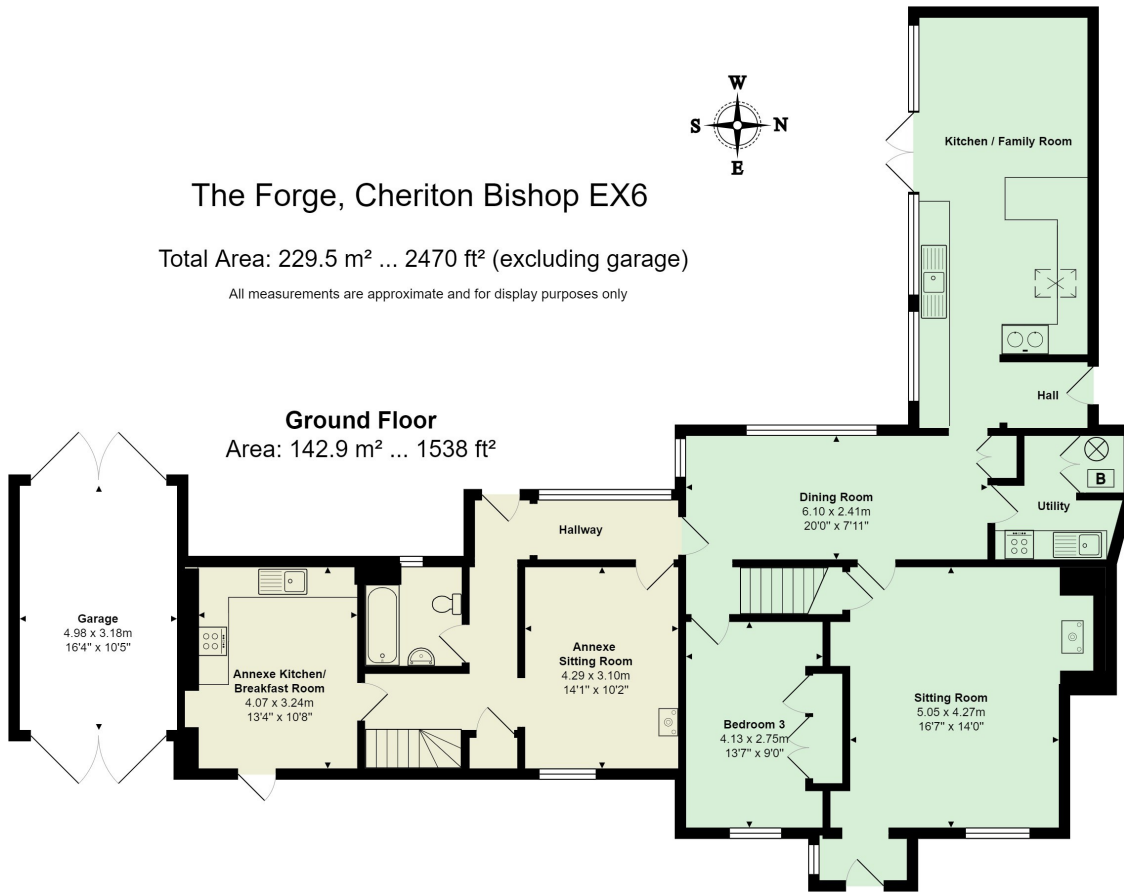 W
S N
E
Kitchen / Family Room
The Forge, Cheriton Bishop EX6
Total Area: 229.5 m² ... 2470 ft² (excluding garage)
All measurements are approximate and for display purposes only
Hall
Ground Floor
Area: 142.9 m² ... 1538 ft²
B
Utility
Dining Room
6.10 x 2.41m
20'0" x 7'11"
Hallway
Garage
4.98 x 3.18m
16'4" x 10'5"
Annexe Kitchen/
Breakfast Room
4.07 x 3.24m
13'4" x 10'8"
Annexe
Sitting Room
4.29 x 3.10m
14'1" x 10'2"
Bedroom 3
4.13 x 2.75m
13'7" x 9'0"
Sitting Room
5.05 x 4.27m
16'7" x 14'0"